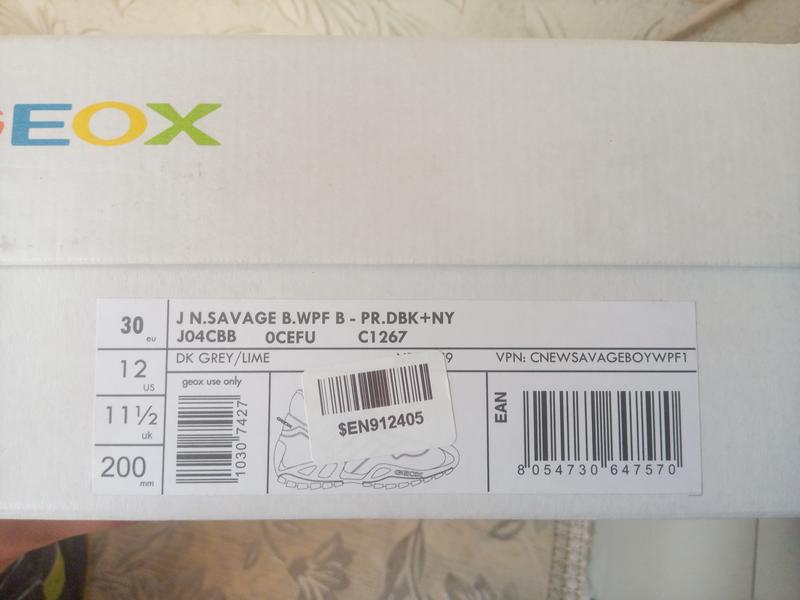 GEOX
30 eu
J N.SAVAGE B.WPF B - PR.DBK+NY
J04CBB 0CEFU C1267
12 US
DK GREY/LIME
VPN: CNEWSAVAGEBOYWPF1
11½ uk
200 mm
geox use only
1030 7427
$EN912405
GEOX
EAN
8 054730 647570